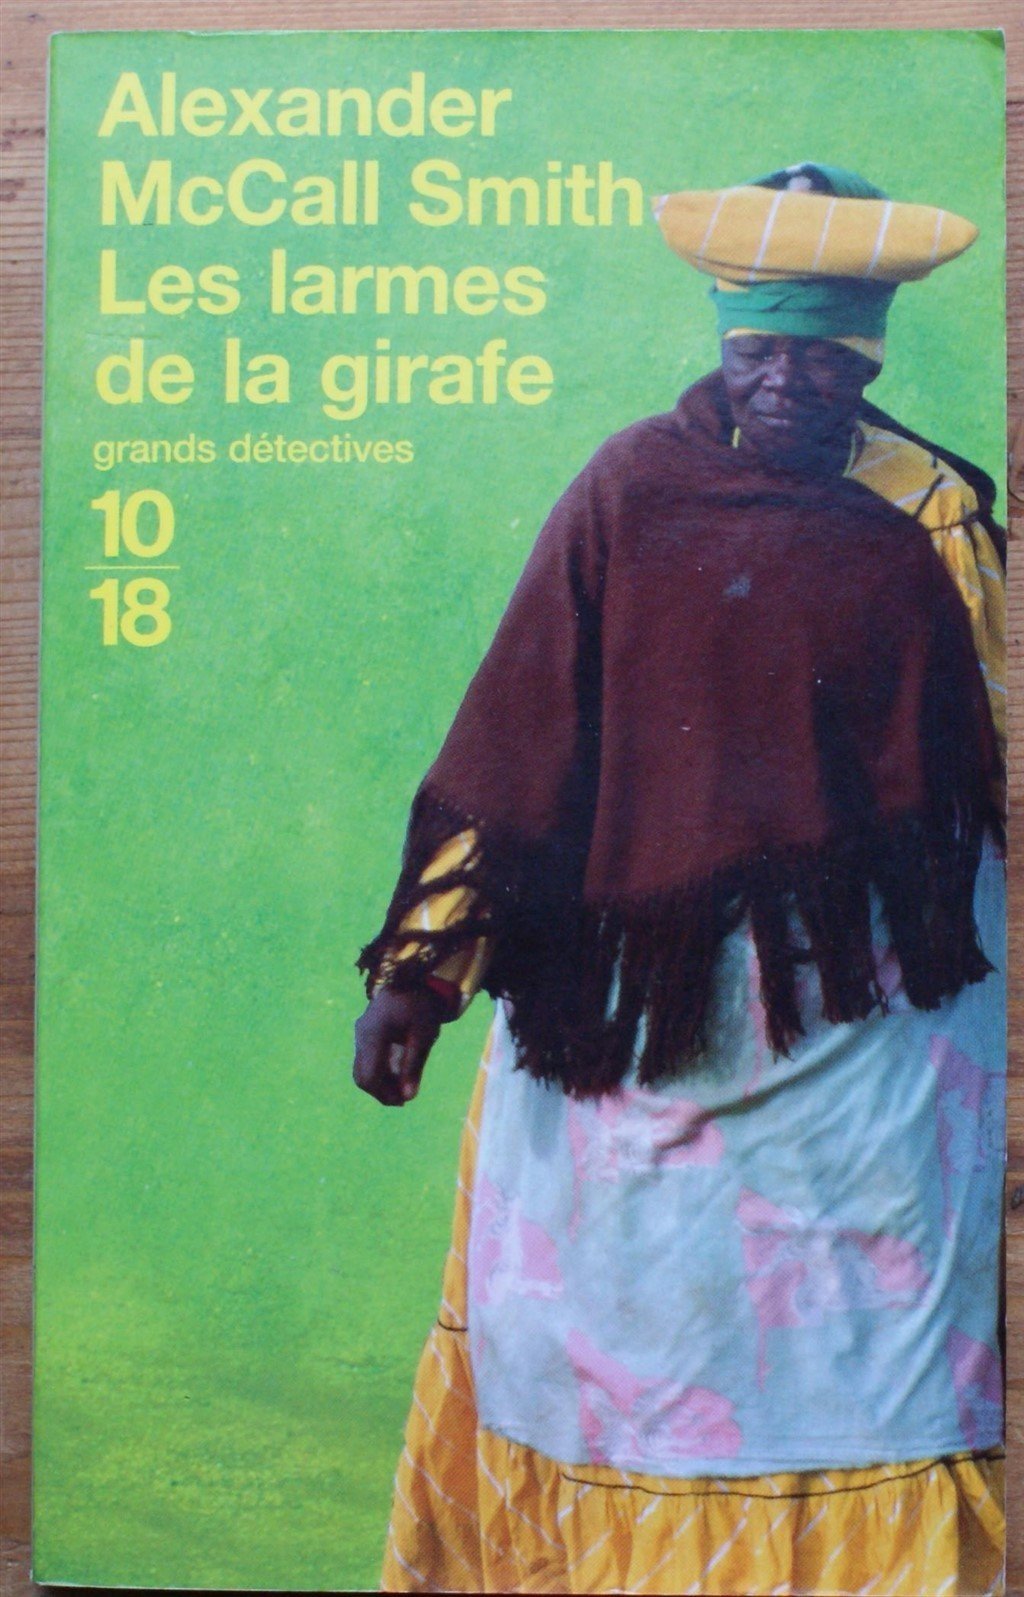 Alexander
McCall Smith
Les larmes
de la girafe
grands détectives
10
18